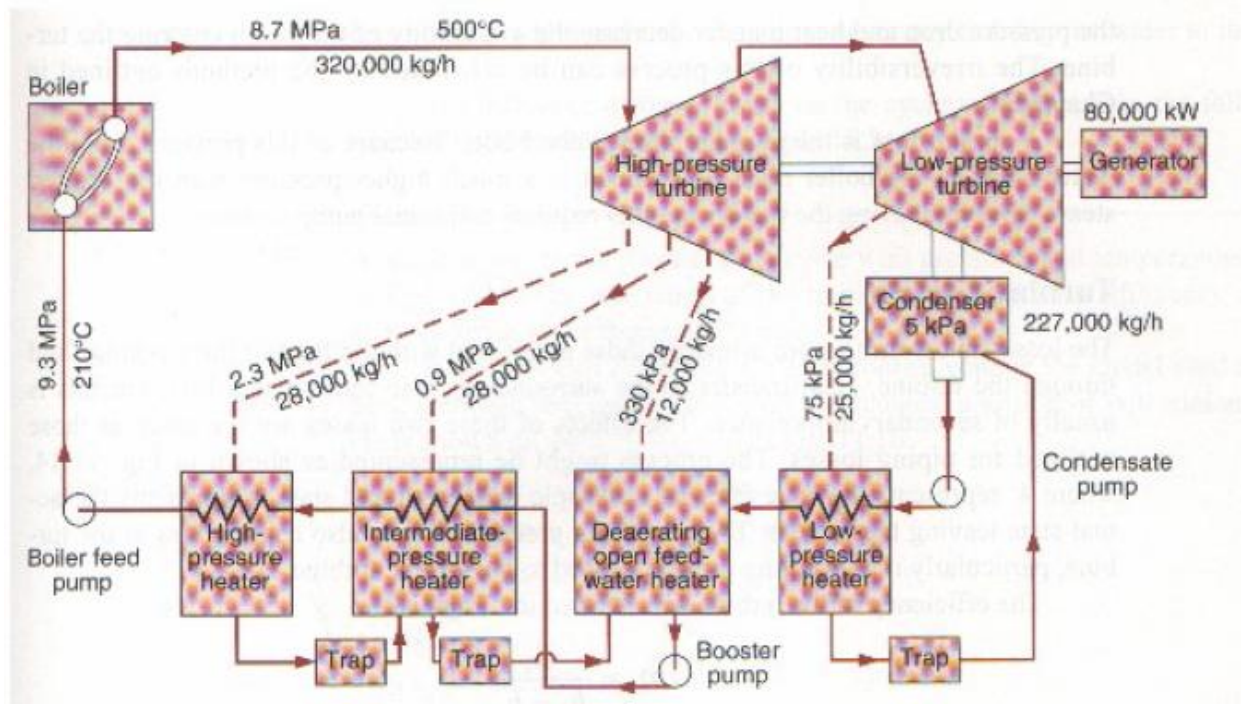 8.7 MPa 500°C
320,000 kg/h
Boiler
80,000 kW
High-pressure
turbine
Low-pressure
turbine
Generator
9.3 MPa
210°C
2.3 MPa
28,000 kg/h
0.9 MPa
28,000 kg/h
330 kPa
12,000 kg/h
75 kPa
25,000 kg/h
Condenser
5 kPa
227,000 kg/h
Condensate
pump
Boiler feed
pump
High-
pressure
heater
Intermediate-
pressure
heater
Deaerating
open feed-
water heater
Low-
pressure
heater
Trap
Trap
Booster
pump
Trap